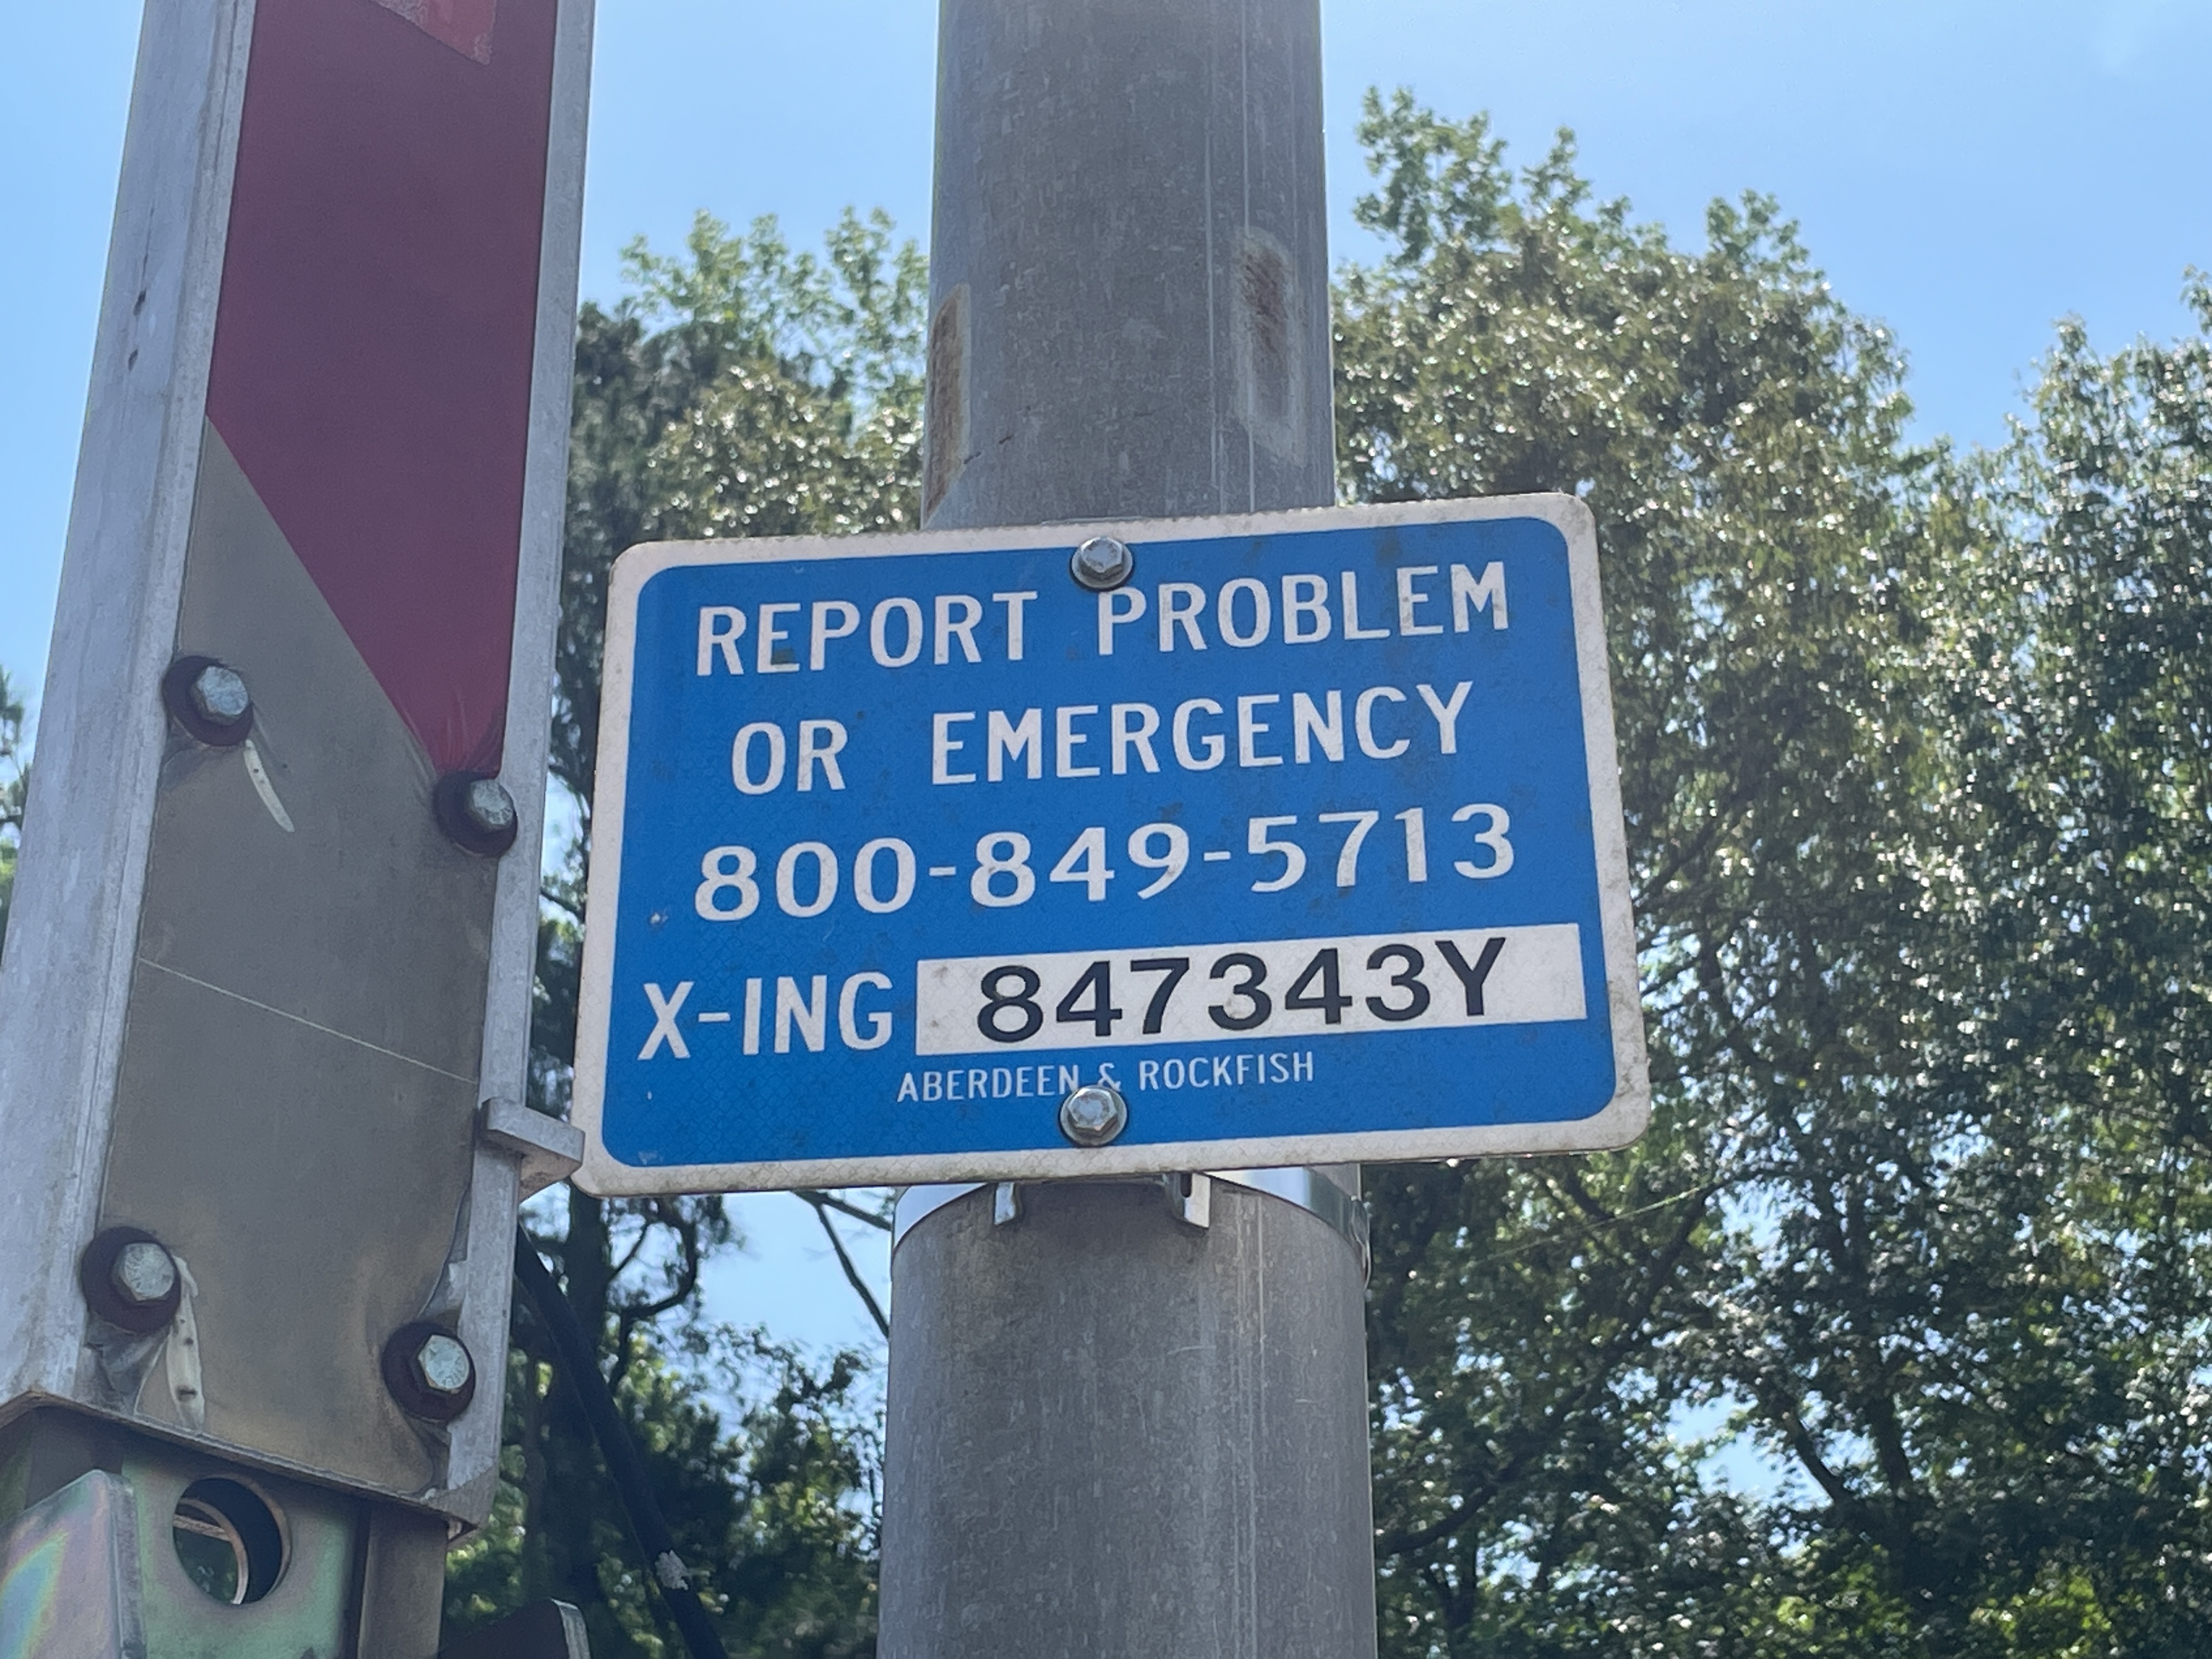 REPORT PROBLEM
OR EMERGENCY
800-849-5713
X-ING 847343Y
ABERDEEN & ROCKFISH